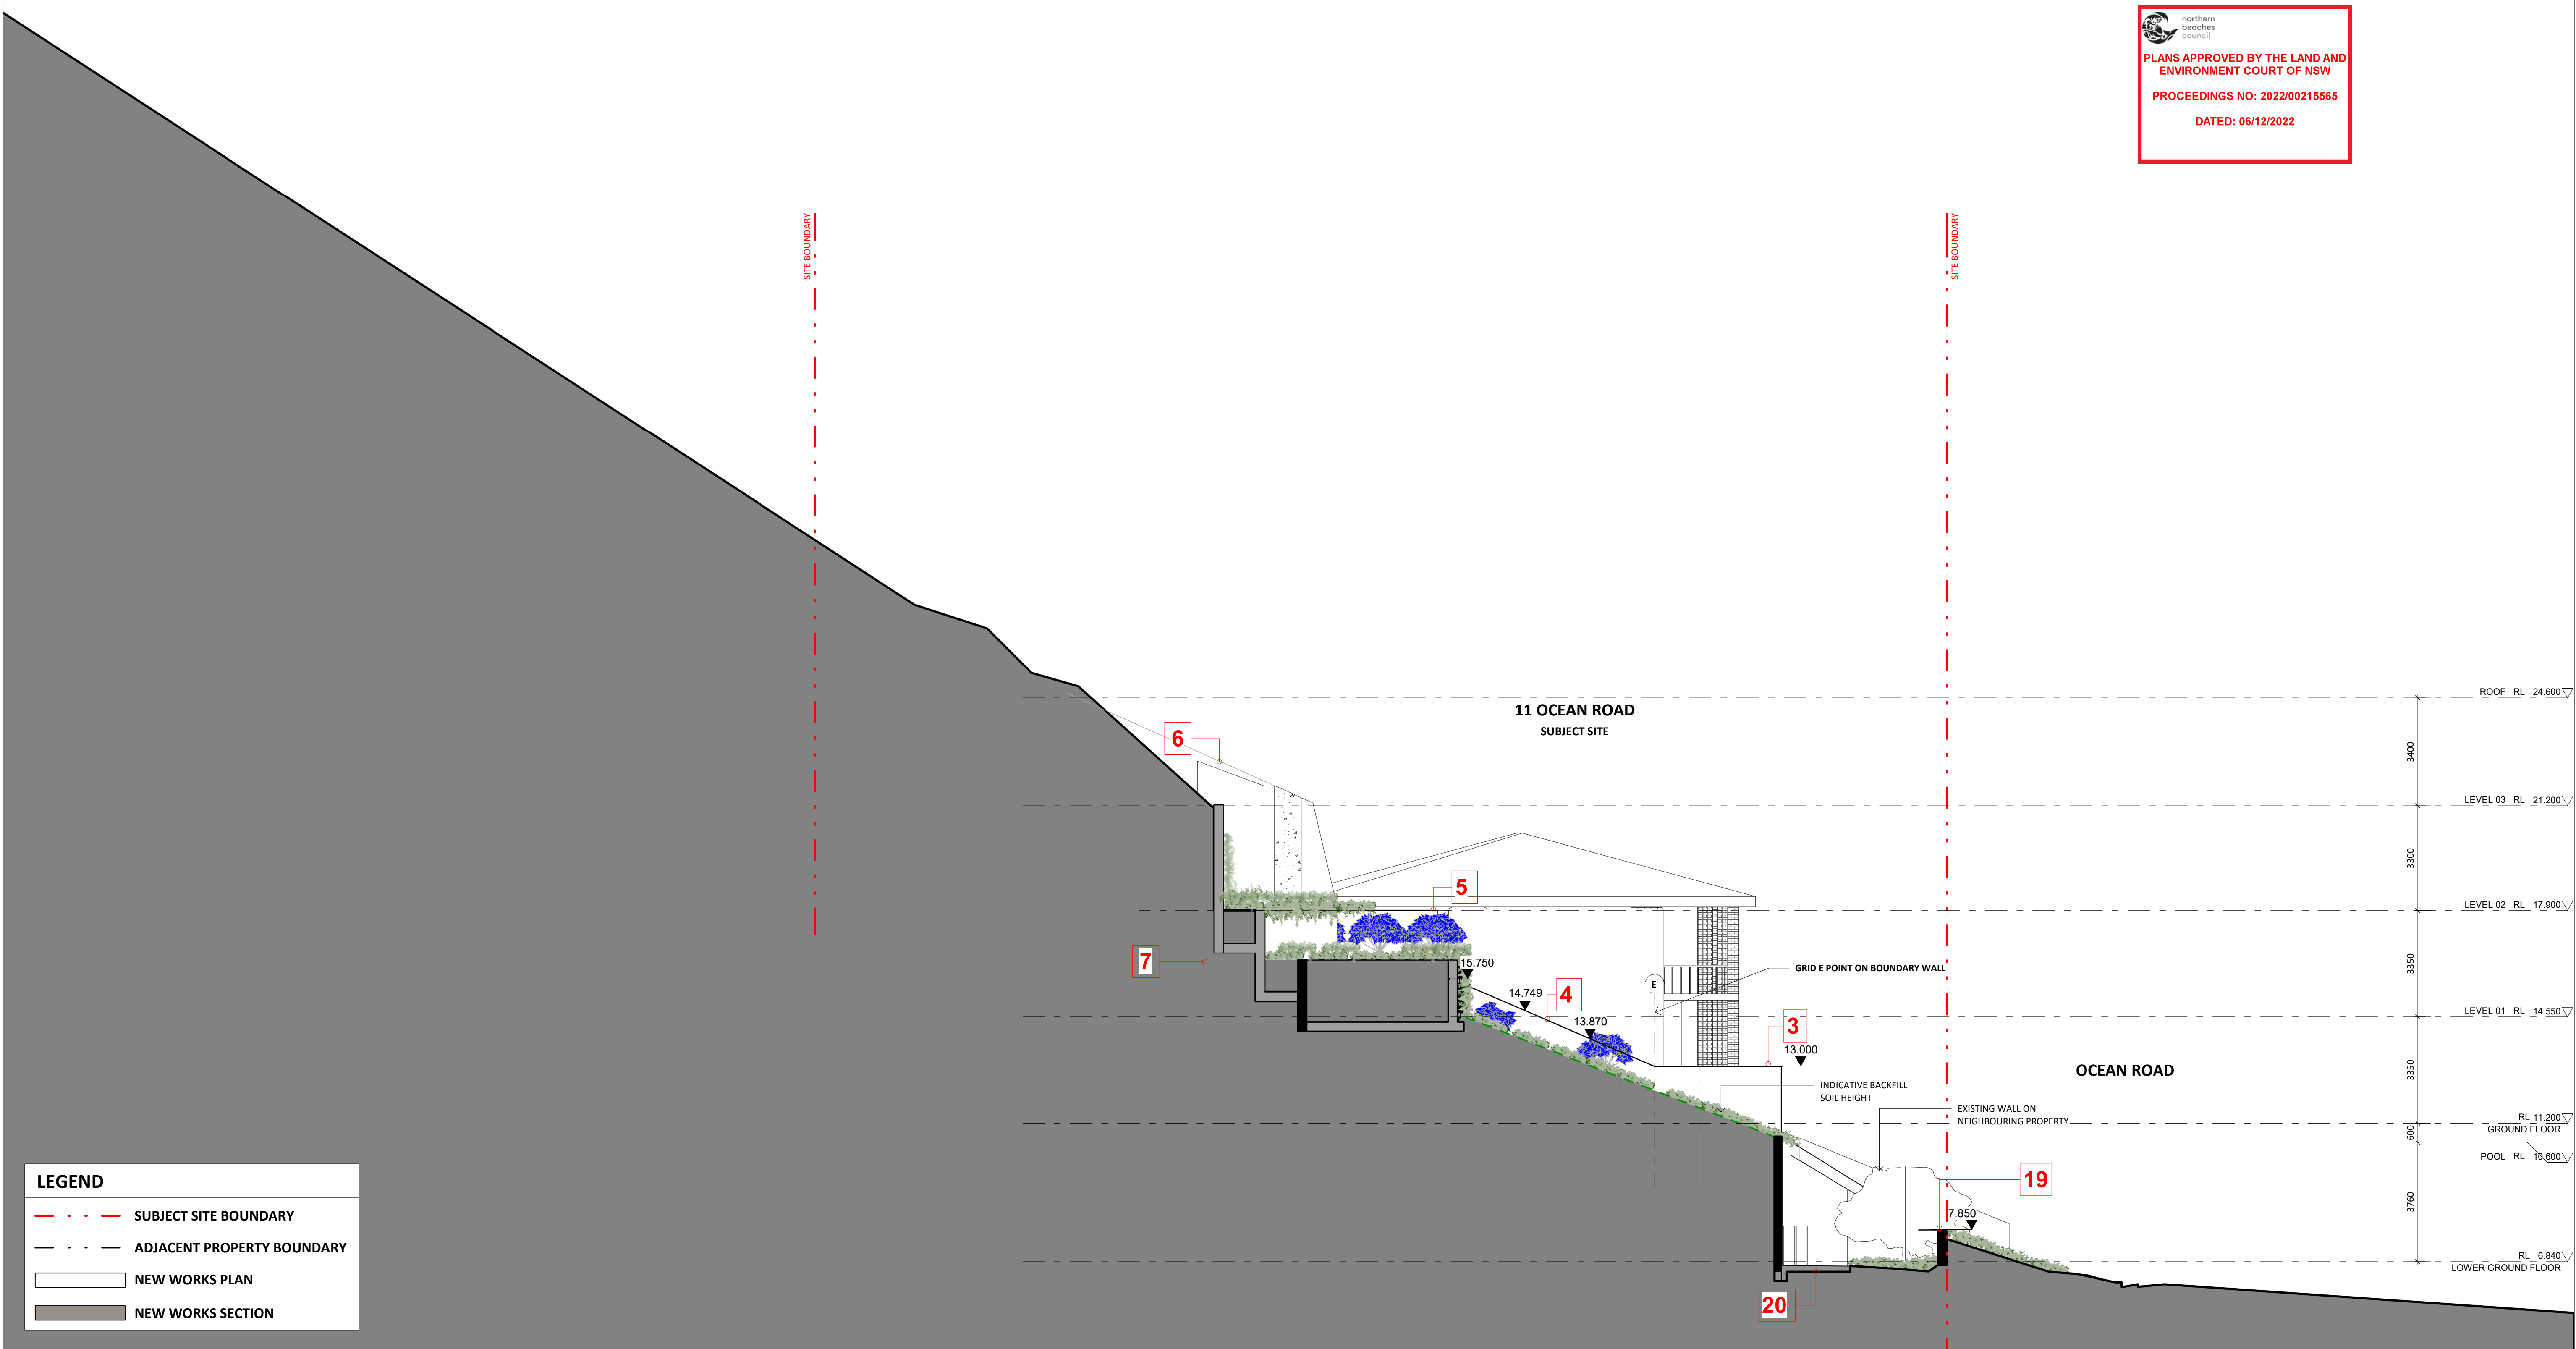 northern
beaches
council
PLANS APPROVED BY THE LAND AND
ENVIRONMENT COURT OF NSW
PROCEEDINGS NO: 2022/00215565
DATED: 06/12/2022
SITE BOUNDARY
SITE BOUNDARY
ROOF RL 24.600
11 OCEAN ROAD
SUBJECT SITE
6
3400
LEVEL 03 RL 21.200
3300
5
LEVEL 02 RL 17.900
7
15.750
GRID E POINT ON BOUNDARY WALL
3350
E
14.749
4
LEVEL 01 RL 14.550
13.870
3
13.000
OCEAN ROAD
3350
INDICATIVE BACKFILL
SOIL HEIGHT
EXISTING WALL ON
NEIGHBOURING PROPERTY
RL 11.200
GROUND FLOOR
600
POOL RL 10.600
19
3760
7.850
RL 6.840
LOWER GROUND FLOOR
20
LEGEND
SUBJECT SITE BOUNDARY
ADJACENT PROPERTY BOUNDARY
NEW WORKS PLAN
NEW WORKS SECTION